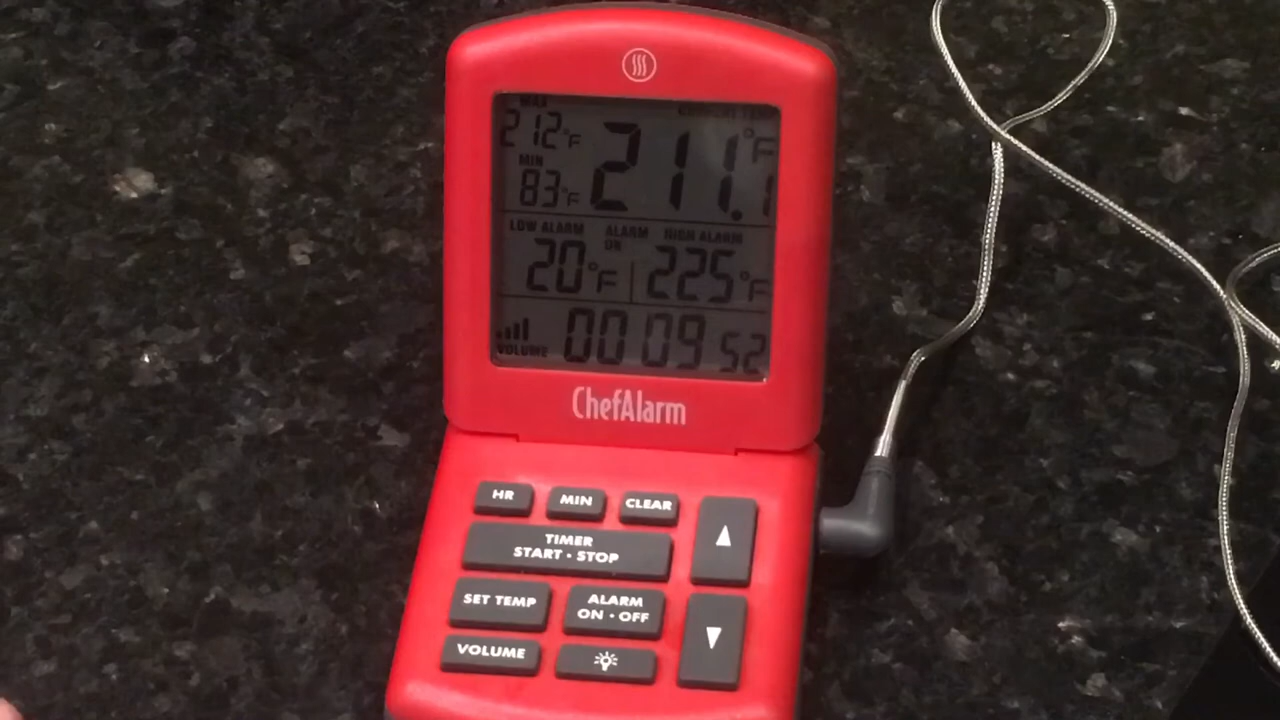 MAX
CURRENT TEMP
212°F
211.1°F
MIN
83°F
LOW ALARM
ALARM ON
HIGH ALARM
20°F
225°F
VOLUME
00 09 52
ChefAlarm
HR
MIN
CLEAR
TIMER
START · STOP
SET TEMP
ALARM
ON · OFF
VOLUME